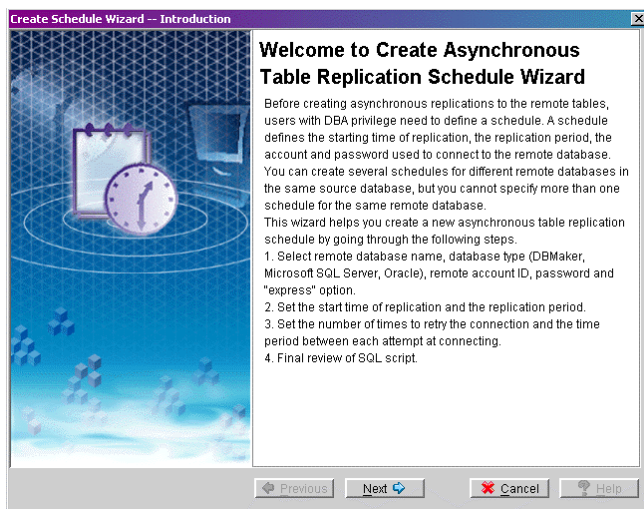 Create Schedule Wizard -- Introduction
Welcome to Create Asynchronous
Table Replication Schedule Wizard
Before creating asynchronous replications to the remote tables,
users with DBA privilege need to define a schedule. A schedule
defines the starting time of replication, the replication period, the
account and password used to connect to the remote database.
You can create several schedules for different remote databases in
the same source database, but you cannot specify more than one
schedule for the same remote database.
This wizard helps you create a new asynchronous table replication
schedule by going through the following steps.
1. Select remote database name, database type (DBMaker,
Microsoft SQL Server, Oracle), remote account ID, password and
"express" option.
2. Set the start time of replication and the replication period.
3. Set the number of times to retry the connection and the time
period between each attempt at connecting.
4. Final review of SQL script.
Previous Next Cancel Help